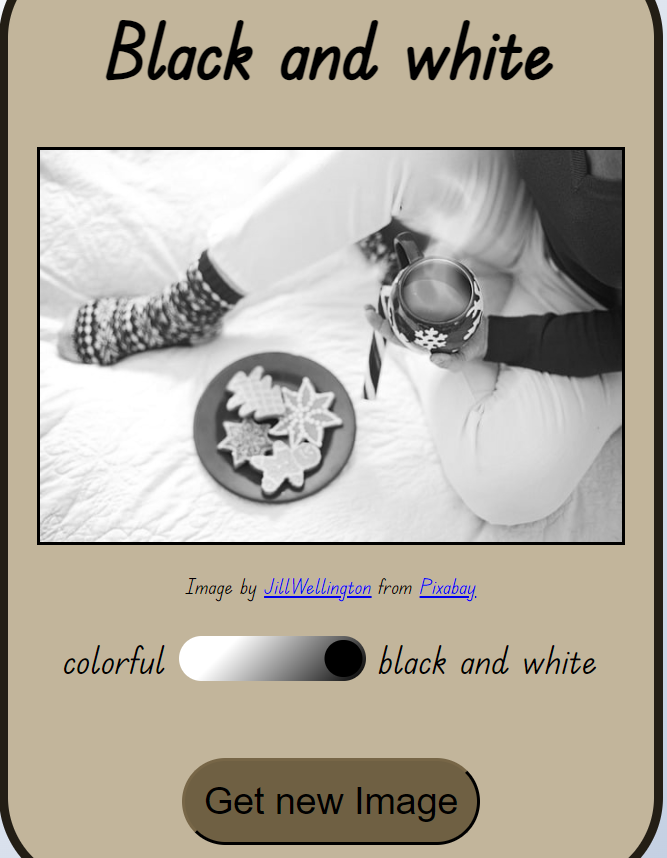 Black and white
Image by JillWellington from Pixabay
colorful black and white
Get new Image